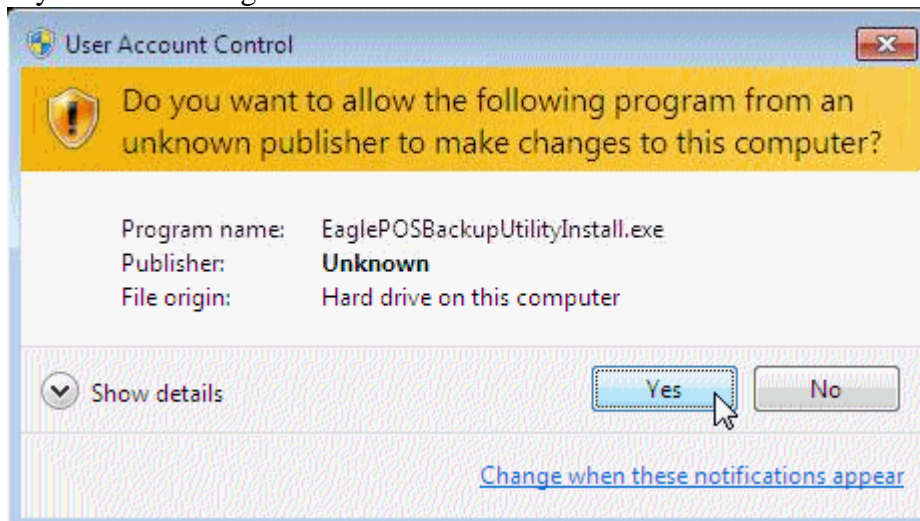 User Account Control
Do you want to allow the following program from an
unknown publisher to make changes to this computer?
Program name: EaglePOSBackupUtilityInstall.exe
Publisher: Unknown
File origin: Hard drive on this computer
Show details
Yes
No
Change when these notifications appear